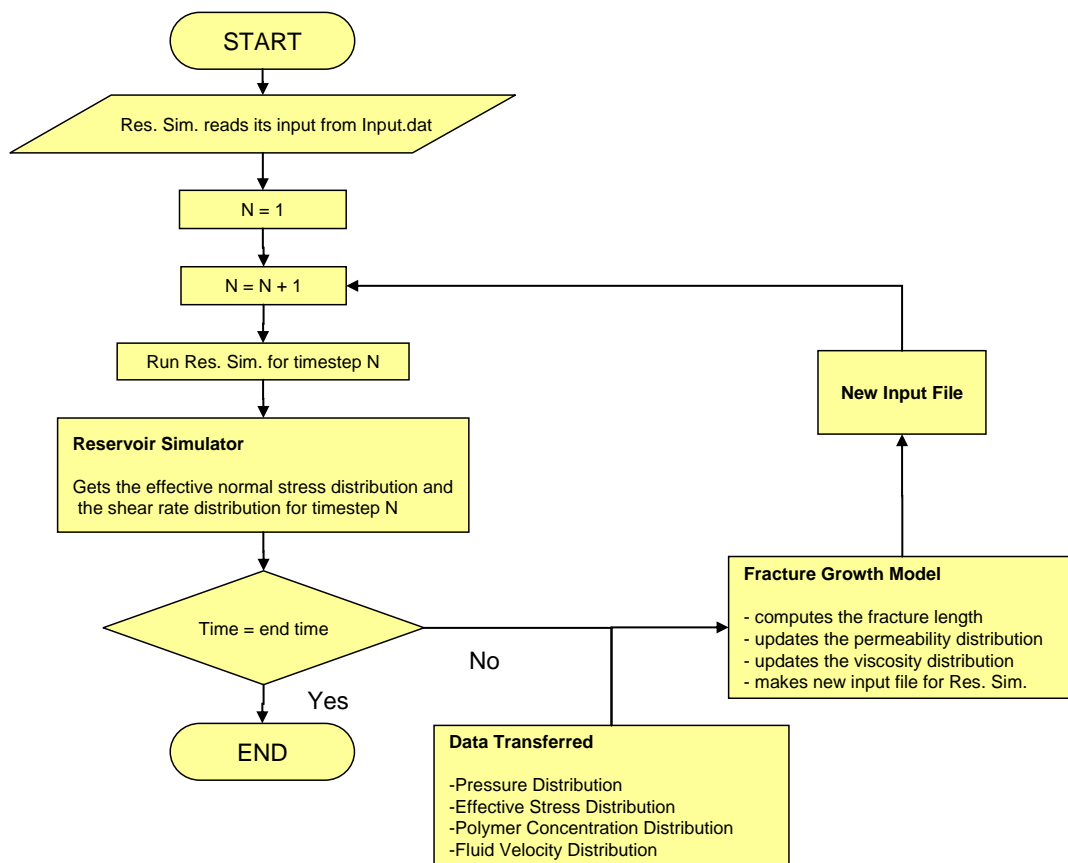 START
Res. Sim. reads its input from Input.dat
N = 1
N = N + 1
Run Res. Sim. for timestep N
New Input File
Reservoir Simulator
Gets the effective normal stress distribution and
the shear rate distribution for timestep N
Fracture Growth Model
- computes the fracture length
- updates the permeability distribution
- updates the viscosity distribution
- makes new input file for Res. Sim.
Time = end time
No
Yes
END
Data Transferred
-Pressure Distribution
-Effective Stress Distribution
-Polymer Concentration Distribution
-Fluid Velocity Distribution